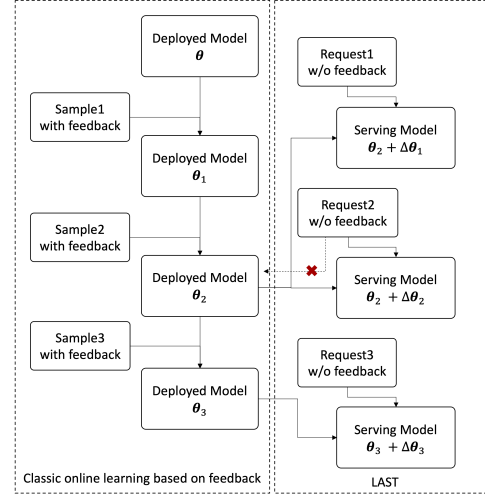 Deployed Model
θ
Sample1
with feedback
Deployed Model
θ₁
Sample2
with feedback
Deployed Model
θ₂
Sample3
with feedback
Deployed Model
θ₃
Classic online learning based on feedback
Request1
w/o feedback
Serving Model
θ₂ + Δθ₁
Request2
w/o feedback
Serving Model
θ₂ + Δθ₂
Request3
w/o feedback
Serving Model
θ₃ + Δθ₃
LAST